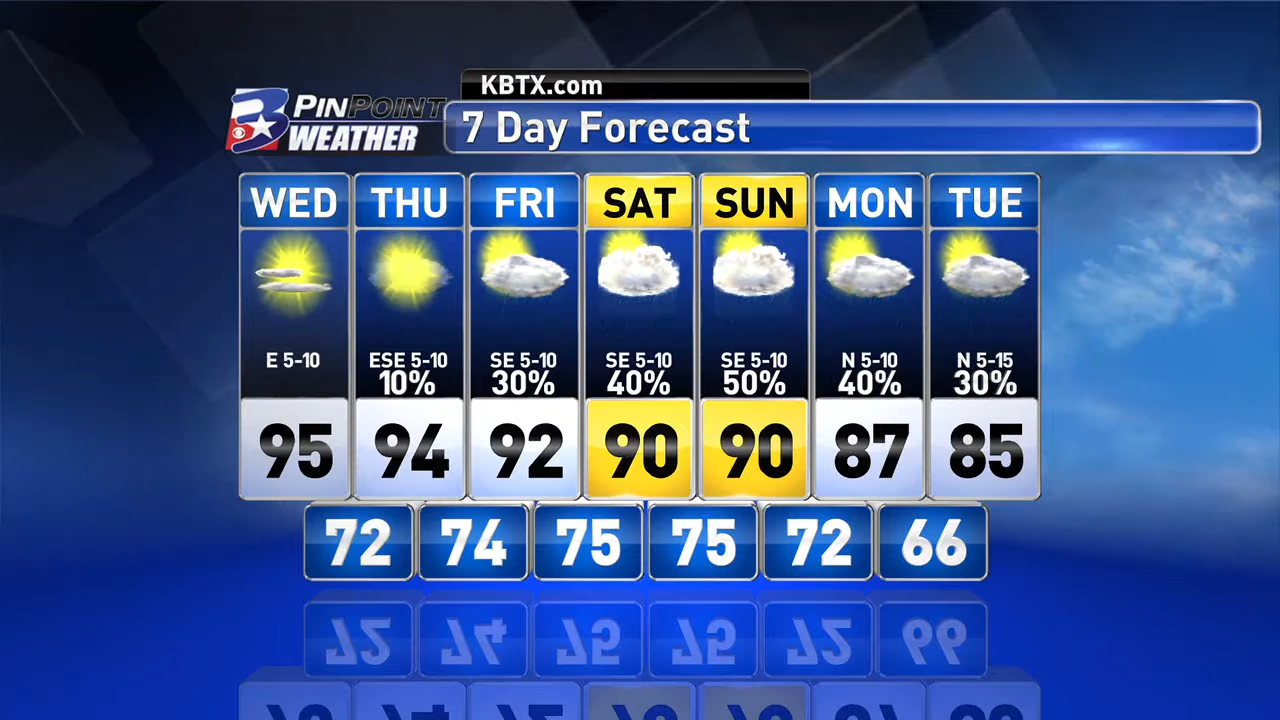 KBTX.com
3 PINPOINT
WEATHER
7 Day Forecast
WED THU FRI SAT SUN MON TUE
E 5-10 ESE 5-10 SE 5-10 SE 5-10 SE 5-10 N 5-10 N 5-15
10% 30% 40% 50% 40% 30%
95 94 92 90 90 87 85
72 74 75 75 72 66